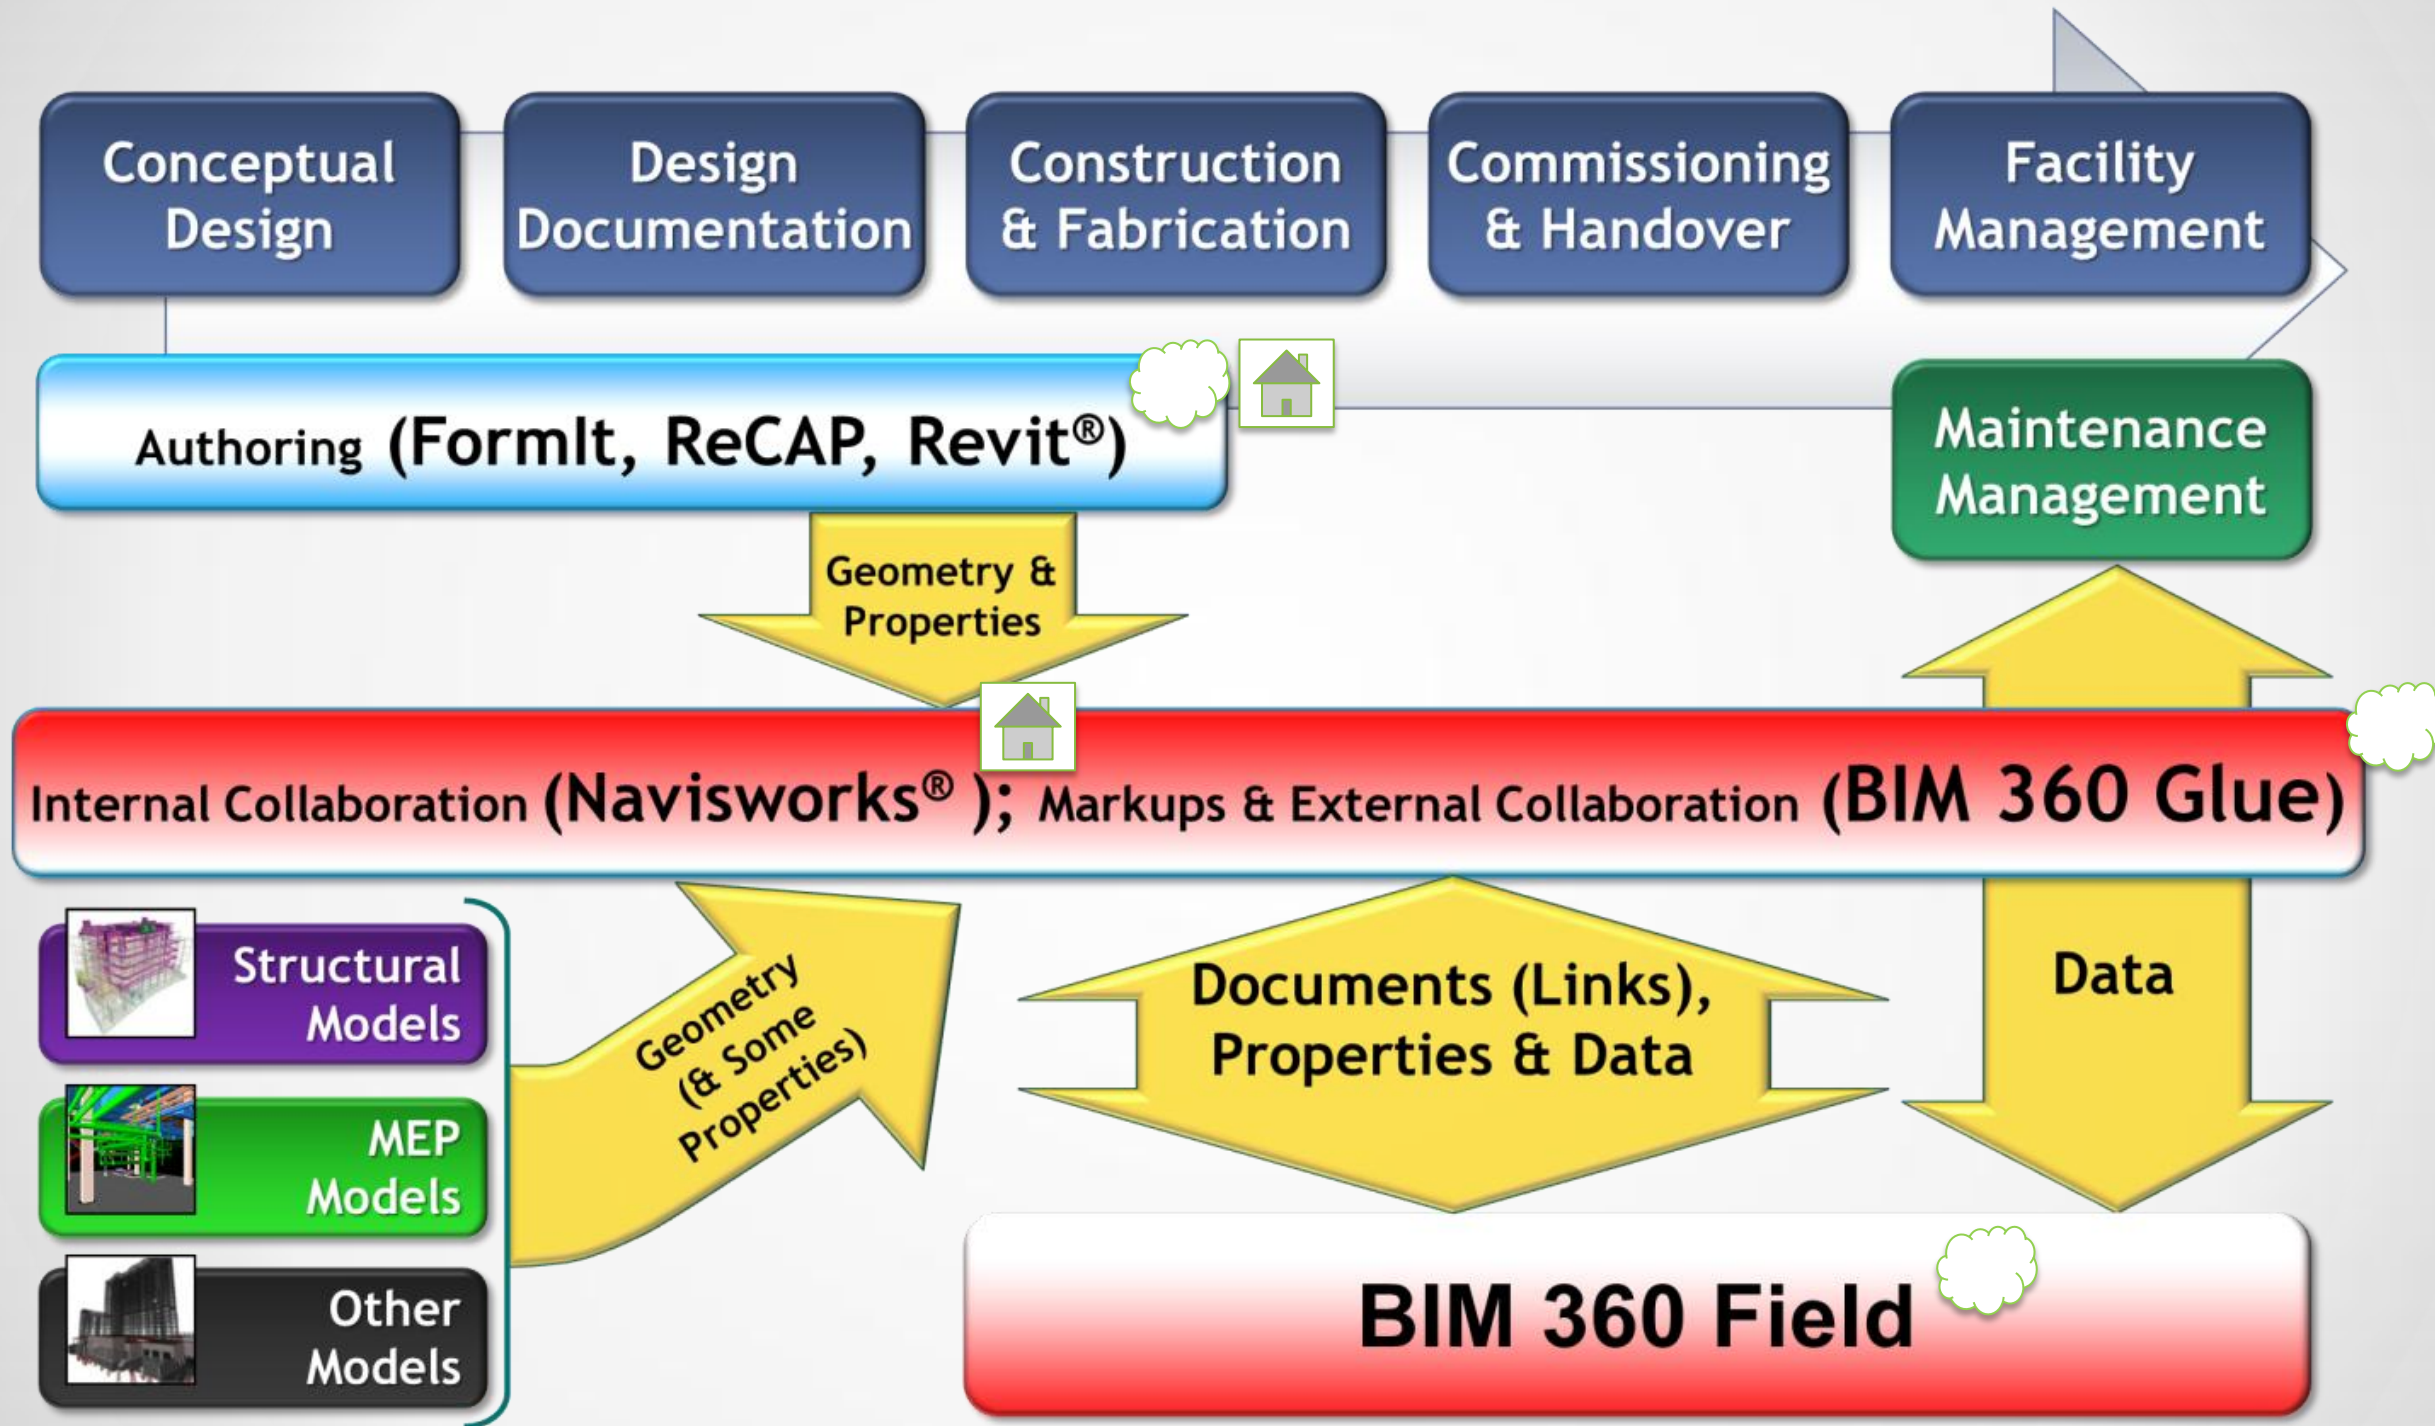 Conceptual
Design
Design
Documentation
Construction
& Fabrication
Commissioning
& Handover
Facility
Management
Authoring (FormIt, ReCAP, Revit®)
Maintenance
Management
Geometry &
Properties
Internal Collaboration (Navisworks® ); Markups & External Collaboration (BIM 360 Glue)
Structural
Models
MEP
Models
Other
Models
Geometry
(& Some
Properties)
Documents (Links),
Properties & Data
Data
BIM 360 Field